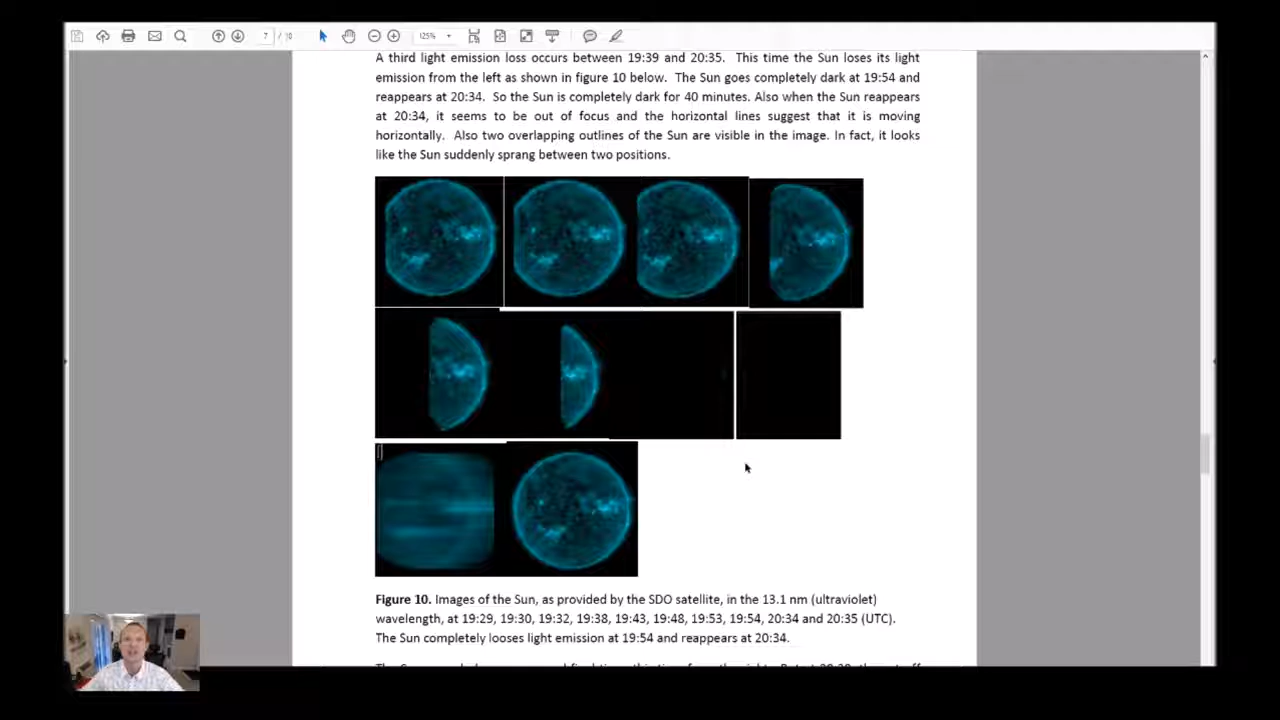 7 / 8
125%
A third light emission loss occurs between 19:39 and 20:35. This time the Sun loses its light
emission from the left as shown in figure 10 below. The Sun goes completely dark at 19:54 and
reappears at 20:34. So the Sun is completely dark for 40 minutes. Also when the Sun reappears
at 20:34, it seems to be out of focus and the horizontal lines suggest that it is moving
horizontally. Also two overlapping outlines of the Sun are visible in the image. In fact, it looks
like the Sun suddenly sprang between two positions.
Figure 10. Images of the Sun, as provided by the SDO satellite, in the 13.1 nm (ultraviolet)
wavelength, at 19:29, 19:30, 19:32, 19:38, 19:43, 19:48, 19:53, 19:54, 20:34 and 20:35 (UTC).
The Sun completely looses light emission at 19:54 and reappears at 20:34.